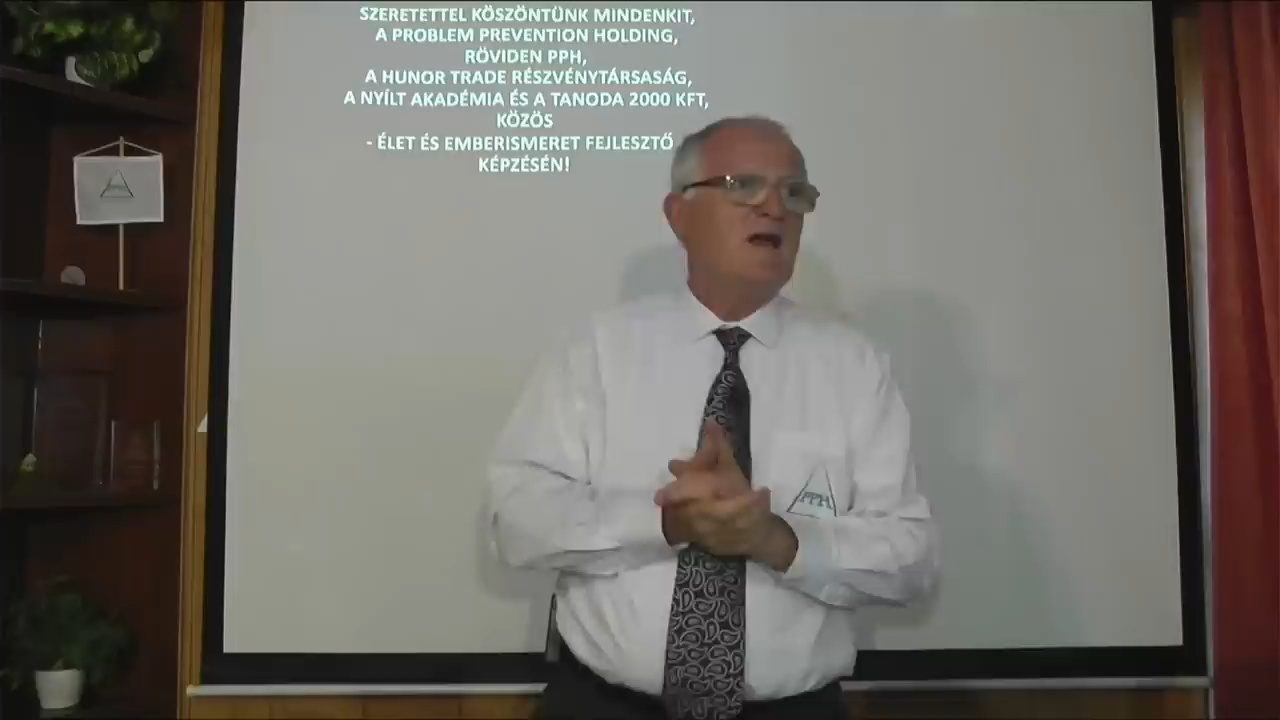 SZERETETTEL KÖSZÖNTÜNK MINDENKIT,
A PROBLEM PREVENTION HOLDING,
RÖVIDEN PPH,
A HUNOR TRADE RÉSZVÉNYTÁRSASÁG,
A NYÍLT AKADÉMIA ÉS A TANODA 2000 KFT,
KÖZÖS
- ÉLET ÉS EMBERISMERET FEJLESZTŐ
KÉPZÉSÉN!
PPH